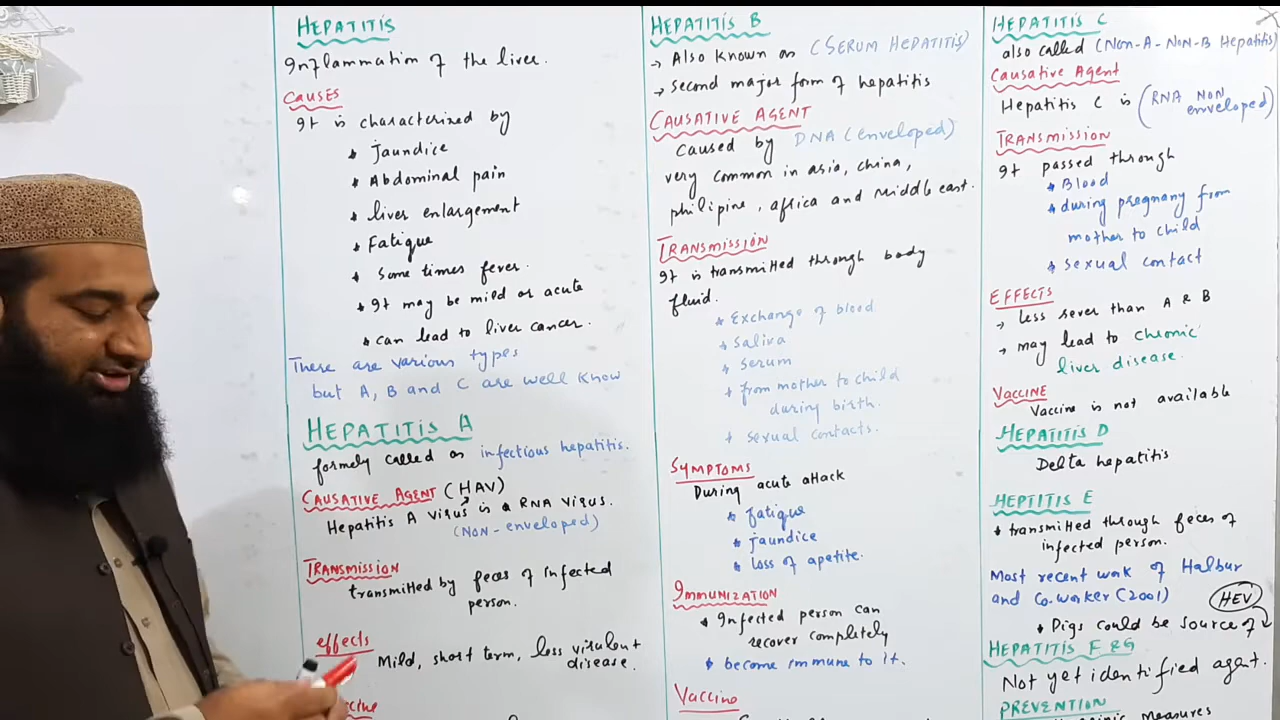 HEPATITIS
Inflammation of the liver.
CAUSES
It is characterized by
* jaundice
* Abdominal pain
* liver enlargement
* Fatigue
* Some times fever.
* It may be mild or acute
* can lead to liver cancer.
There are various types
but A, B and C are well know
HEPATITIS A
formely called as infectious hepatitis.
CAUSATIVE AGENT (HAV)
Hepatitis A virus is a RNA virus.
(Non-enveloped)
TRANSMISSION
transmitted by feces of infected
person.
effects
Mild, short term, less virulent
disease.
HEPATITIS B
→ Also known as (SERUM HEPATITIS)
→ second major form of hepatitis
CAUSATIVE AGENT
caused by DNA (enveloped)
very common in asia, china,
philipine, africa and Middle east.
TRANSMISSION
It is transmitted through body
fluid.
* Exchange of blood
* Saliva
* serum
* from mother to child
during birth.
* sexual contacts.
SYMPTOMS
During acute attack
* fatigue
* jaundice
* loss of apetite.
IMMUNIZATION
* Infected person can
recover completely
* become immune to it.
Vaccine
HEPATITIS C
also called (Non-A-Non-B Hepatitis)
Causative Agent
Hepatitis C is (RNA NON
enveloped)
TRANSMISSION
It passed through
* Blood
* during pregnany from
mother to child
* sexual contact
EFFECTS
→ less sever than A & B
→ may lead to chronic
liver disease.
VACCINE
Vaccine is not available
HEPATITIS D
Delta hepatitis
HEPTITIS E
* transmitted through feces of
infected person.
Most recent work of Halbur
and Co.worker (2001)
HEV
* Pigs could be source of
HEPATITIS F & G
Not yet identified agent.
PREVENTION
measures